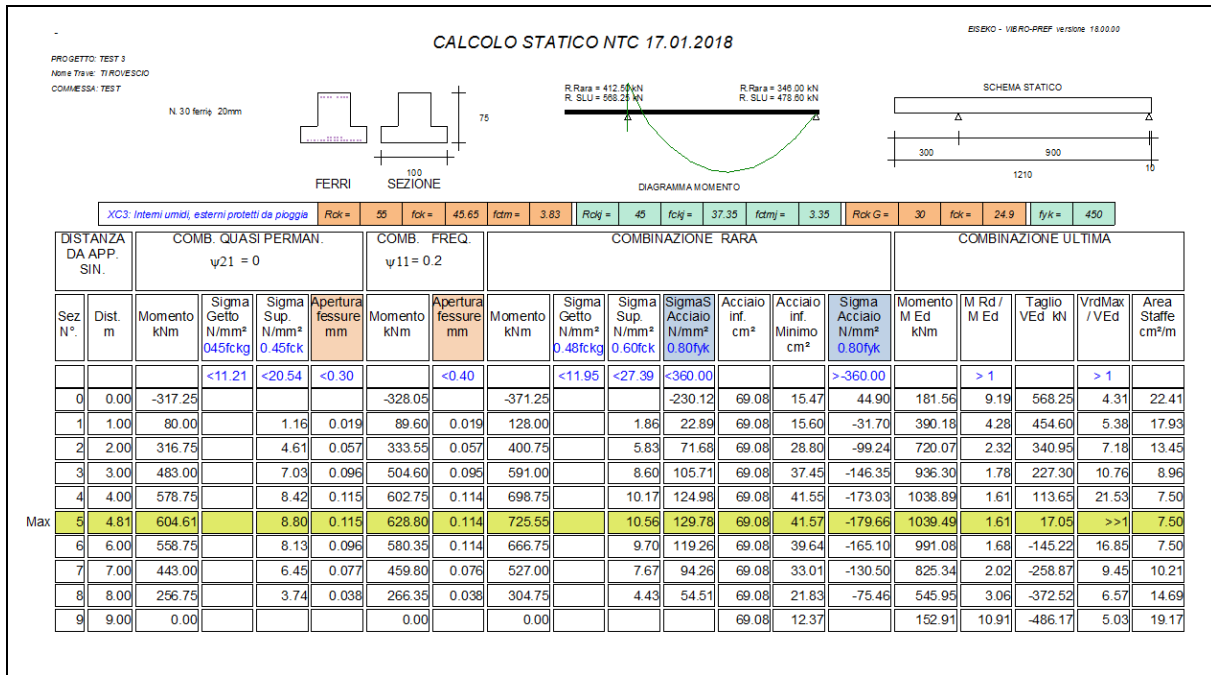 -
EISEKO - VIBRO-PREF versione 18.00.00
CALCOLO STATICO NTC 17.01.2018
PROGETTO: TEST 3
Nome Trave: TI ROVESCIO
COMMESSA: TEST
N. 30 ferri φ 20mm
75
100
FERRI SEZIONE
R.Rara = 412.50 kN
R. SLU = 568.25 kN
R.Rara = 346.00 kN
R. SLU = 478.60 kN
DIAGRAMMA MOMENTO
SCHEMA STATICO
300 900 10
1210
XC3: Interni umidi, esterni protetti da pioggia Rck = 55 fck = 45.65 fctm = 3.83 Rckj = 45 fckj = 37.35 fctmj = 3.35 Rck G = 30 fck = 24.9 fyk = 450
DISTANZA DA APP. SIN. COMB. QUASI PERMAN. ψ21 = 0 COMB. FREQ. ψ11= 0.2 COMBINAZIONE RARA COMBINAZIONE ULTIMA
Sez N°. Dist. m Momento kNm Sigma Getto N/mm² 045fckg Sigma Sup. N/mm² 0.45fck Apertura fessure mm Momento kNm Apertura fessure mm Momento kNm Sigma Getto N/mm² 0.48fckg Sigma Sup. N/mm² 0.60fck SigmaS Acciaio N/mm² 0.80fyk Acciaio inf. cm² Acciaio inf. Minimo cm² Sigma Acciaio N/mm² 0.80fyk Momento M Ed kNm M Rd / M Ed Taglio VEd kN VrdMax / VEd Area Staffe cm²/m
<11.21 <20.54 <0.30 <0.40 <11.95 <27.39 <360.00 >-360.00 > 1 > 1
0 0.00 -317.25 -328.05 -371.25 -230.12 69.08 15.47 44.90 181.56 9.19 568.25 4.31 22.41
1 1.00 80.00 1.16 0.019 89.60 0.019 128.00 1.86 22.89 69.08 15.60 -31.70 390.18 4.28 454.60 5.38 17.93
2 2.00 316.75 4.61 0.057 333.55 0.057 400.75 5.83 71.68 69.08 28.80 -99.24 720.07 2.32 340.95 7.18 13.45
3 3.00 483.00 7.03 0.096 504.60 0.095 591.00 8.60 105.71 69.08 37.45 -146.35 936.30 1.78 227.30 10.76 8.96
4 4.00 578.75 8.42 0.115 602.75 0.114 698.75 10.17 124.98 69.08 41.55 -173.03 1038.89 1.61 113.65 21.53 7.50
Max 5 4.81 604.61 8.80 0.115 628.80 0.114 725.55 10.56 129.78 69.08 41.57 -179.66 1039.49 1.61 17.05 >>1 7.50
6 6.00 558.75 8.13 0.096 580.35 0.114 666.75 9.70 119.26 69.08 39.64 -165.10 991.08 1.68 -145.22 16.85 7.50
7 7.00 443.00 6.45 0.077 459.80 0.076 527.00 7.67 94.26 69.08 33.01 -130.50 825.34 2.02 -258.87 9.45 10.21
8 8.00 256.75 3.74 0.038 266.35 0.038 304.75 4.43 54.51 69.08 21.83 -75.46 545.95 3.06 -372.52 6.57 14.69
9 9.00 0.00 0.00 0.00 69.08 12.37 152.91 10.91 -486.17 5.03 19.17